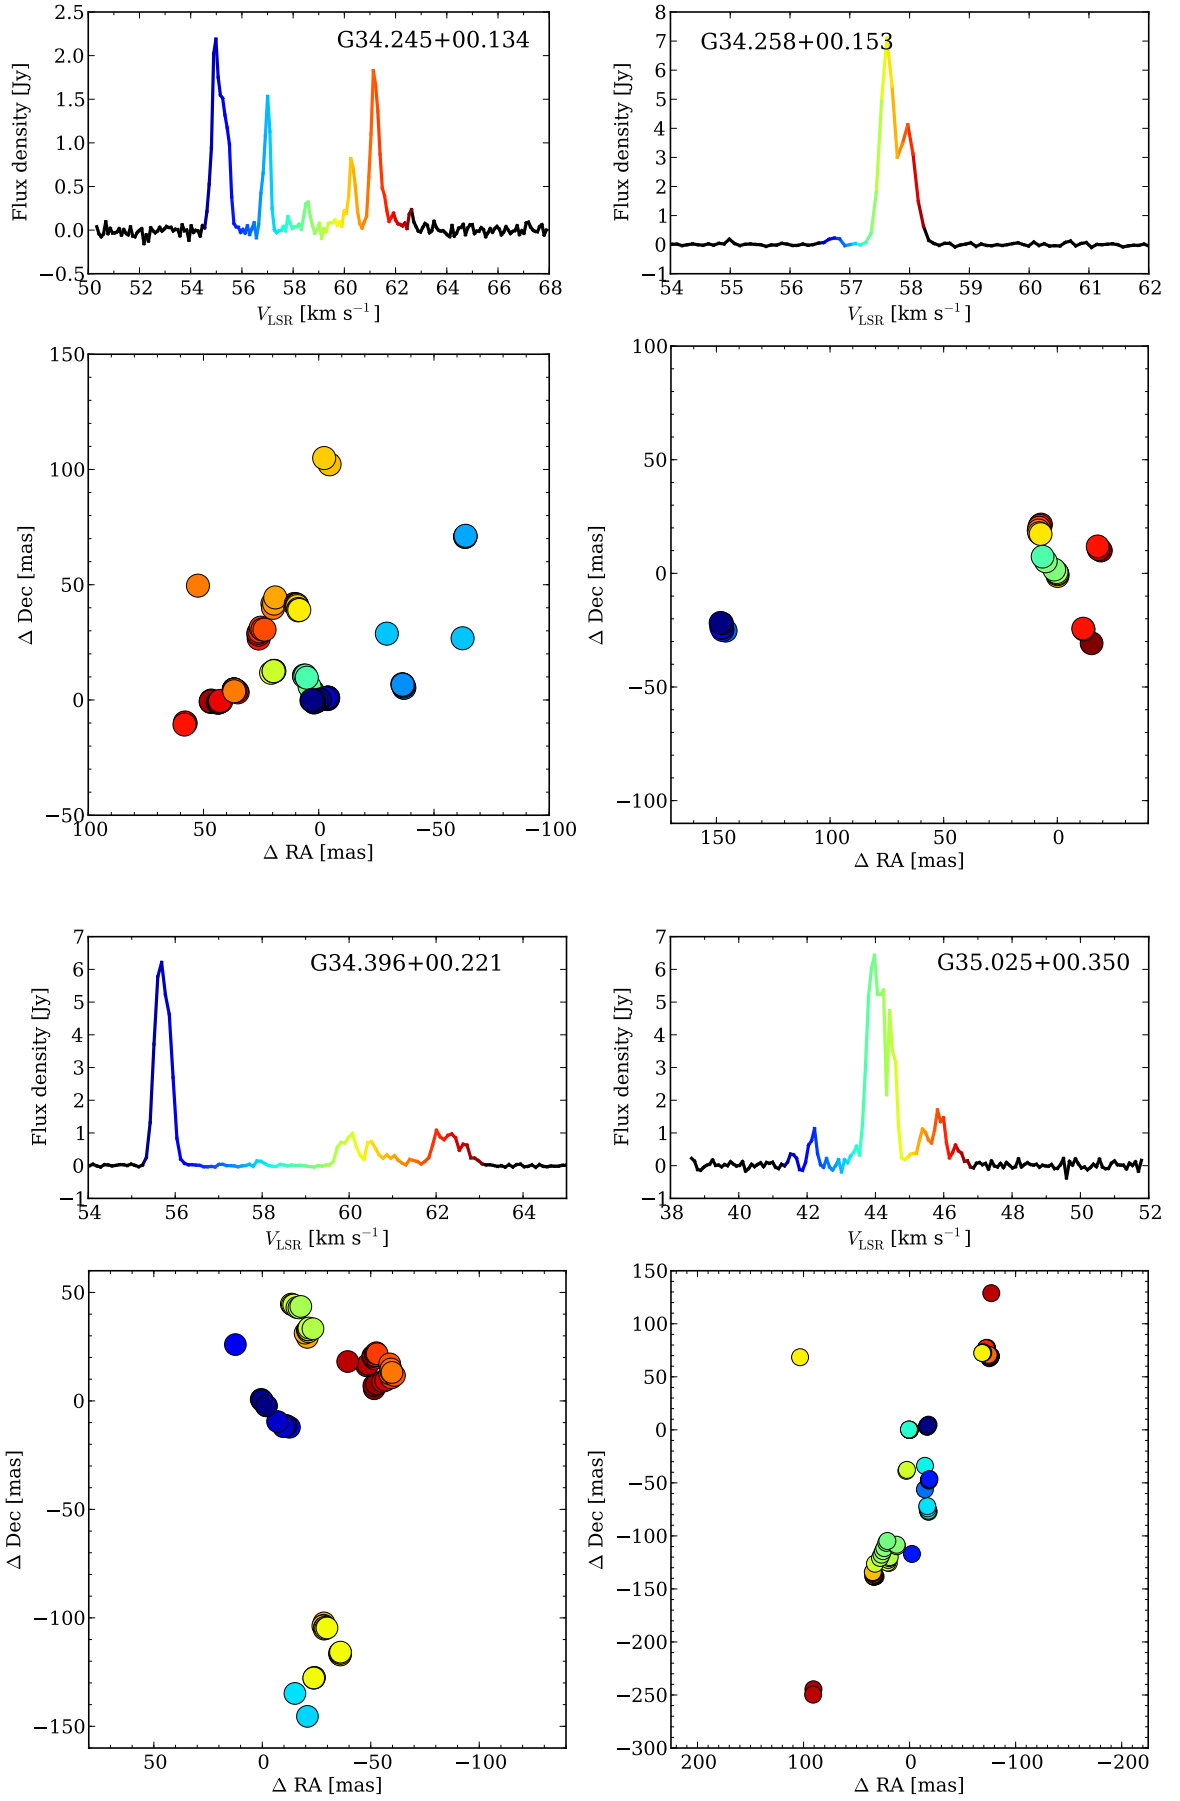 G34.245+00.134
Flux density [Jy]
2.5
2.0
1.5
1.0
0.5
0.0
−0.5
50 52 54 56 58 60 62 64 66 68
V_LSR [km s⁻¹]
G34.258+00.153
Flux density [Jy]
8
7
6
5
4
3
2
1
0
−1
54 55 56 57 58 59 60 61 62
V_LSR [km s⁻¹]
Δ Dec [mas]
150
100
50
0
−50
100 50 0 −50 −100
Δ RA [mas]
Δ Dec [mas]
100
50
0
−50
−100
150 100 50 0
Δ RA [mas]
G34.396+00.221
Flux density [Jy]
7
6
5
4
3
2
1
0
−1
54 56 58 60 62 64
V_LSR [km s⁻¹]
G35.025+00.350
Flux density [Jy]
7
6
5
4
3
2
1
0
−1
38 40 42 44 46 48 50 52
V_LSR [km s⁻¹]
Δ Dec [mas]
50
0
−50
−100
−150
50 0 −50 −100
Δ RA [mas]
Δ Dec [mas]
150
100
50
0
−50
−100
−150
−200
−250
−300
200 100 0 −100 −200
Δ RA [mas]